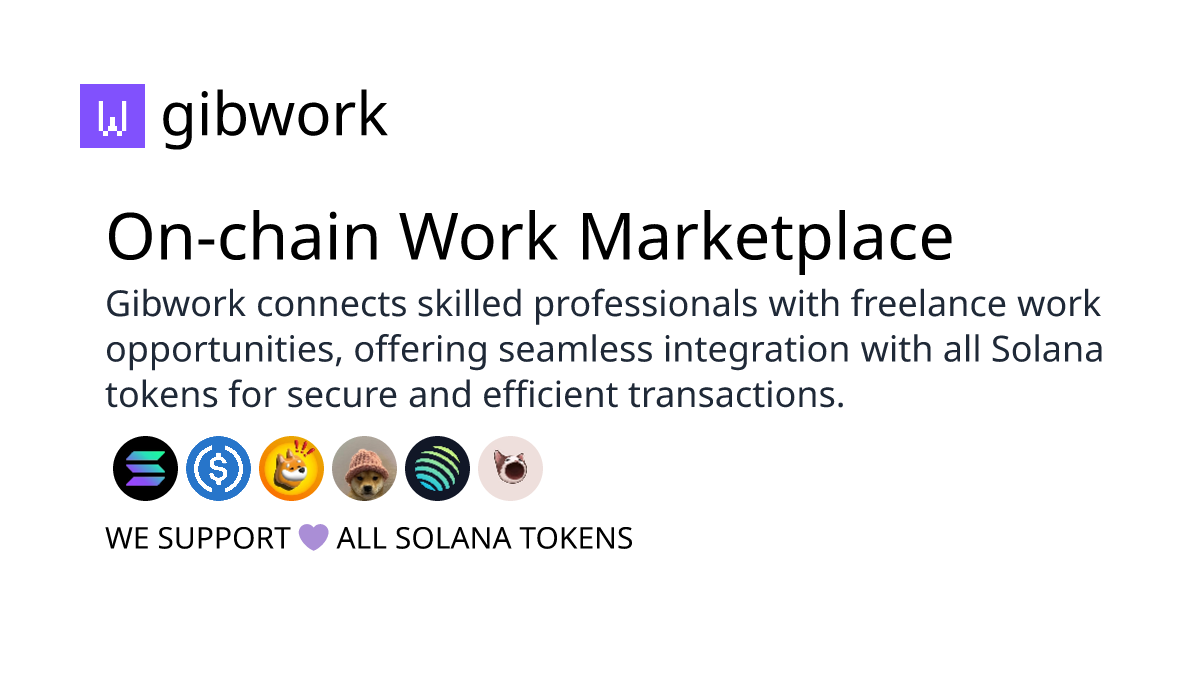 W gibwork
On-chain Work Marketplace
Gibwork connects skilled professionals with freelance work
opportunities, offering seamless integration with all Solana
tokens for secure and efficient transactions.
WE SUPPORT 💜 ALL SOLANA TOKENS